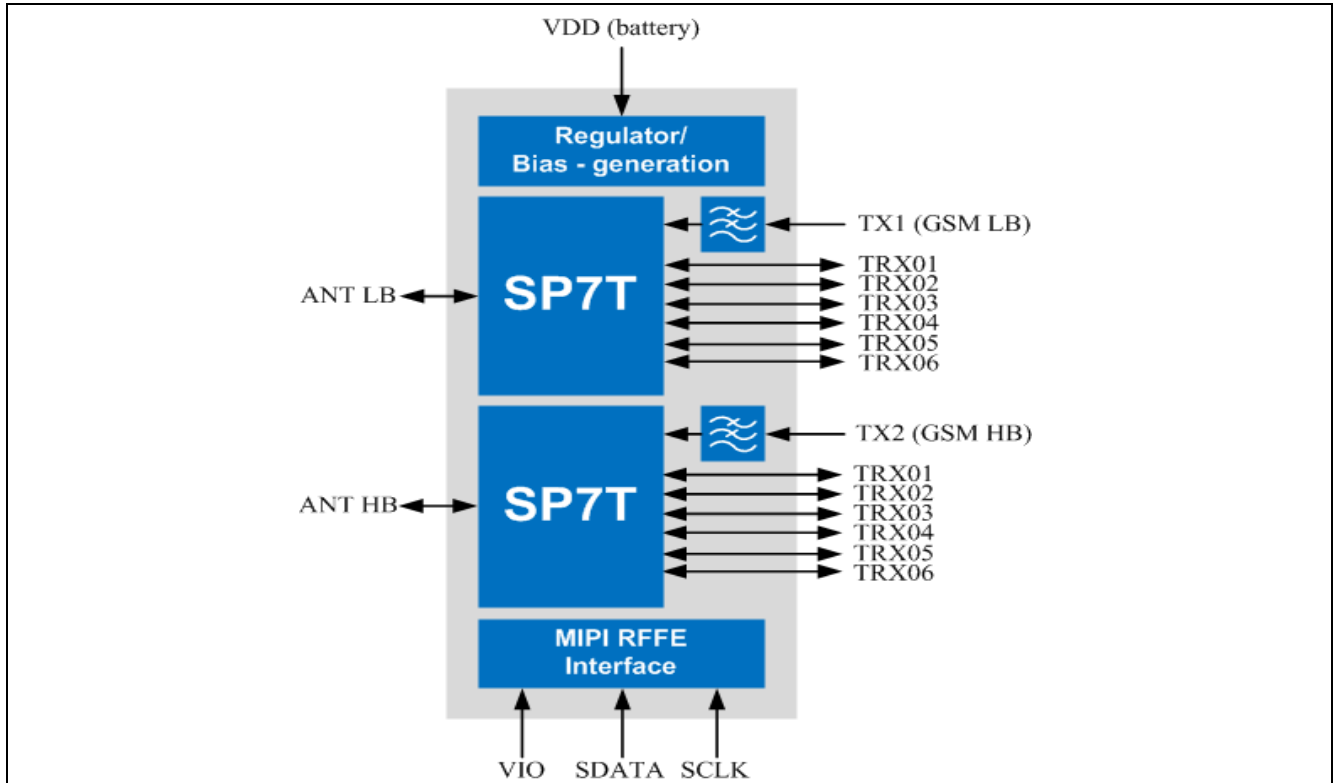 VDD (battery)
Regulator/
Bias - generation
SP7T
TX1 (GSM LB)
TRX01
TRX02
TRX03
TRX04
TRX05
TRX06
ANT LB
SP7T
TX2 (GSM HB)
TRX01
TRX02
TRX03
TRX04
TRX05
TRX06
ANT HB
MIPI RFFE
Interface
VIO SDATA SCLK